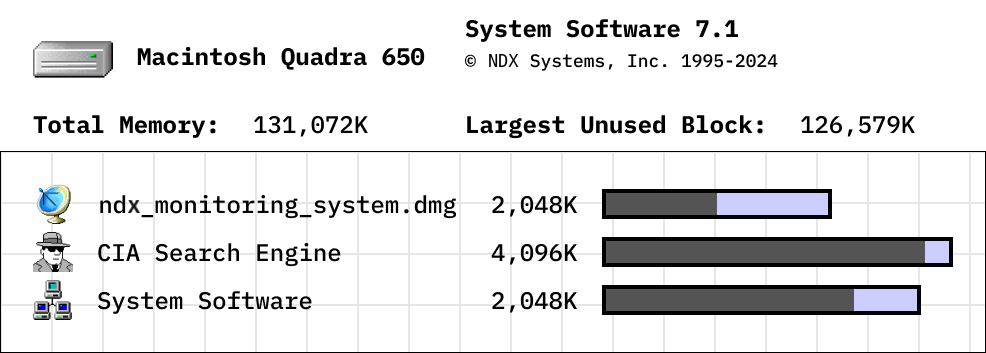 System Software 7.1
Macintosh Quadra 650
© NDX Systems, Inc. 1995-2024
Total Memory: 131,072K Largest Unused Block: 126,579K
ndx_monitoring_system.dmg 2,048K
CIA Search Engine 4,096K
System Software 2,048K